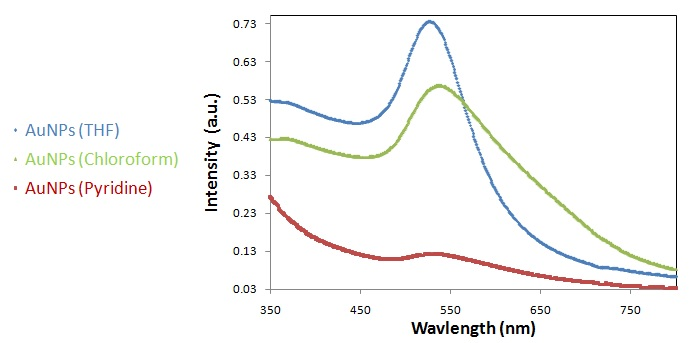 AuNPs (THF)
AuNPs (Chloroform)
AuNPs (Pyridine)
Intensity (a.u.)
0.73
0.63
0.53
0.43
0.33
0.23
0.13
0.03
350
450
550
650
750
Wavlength (nm)